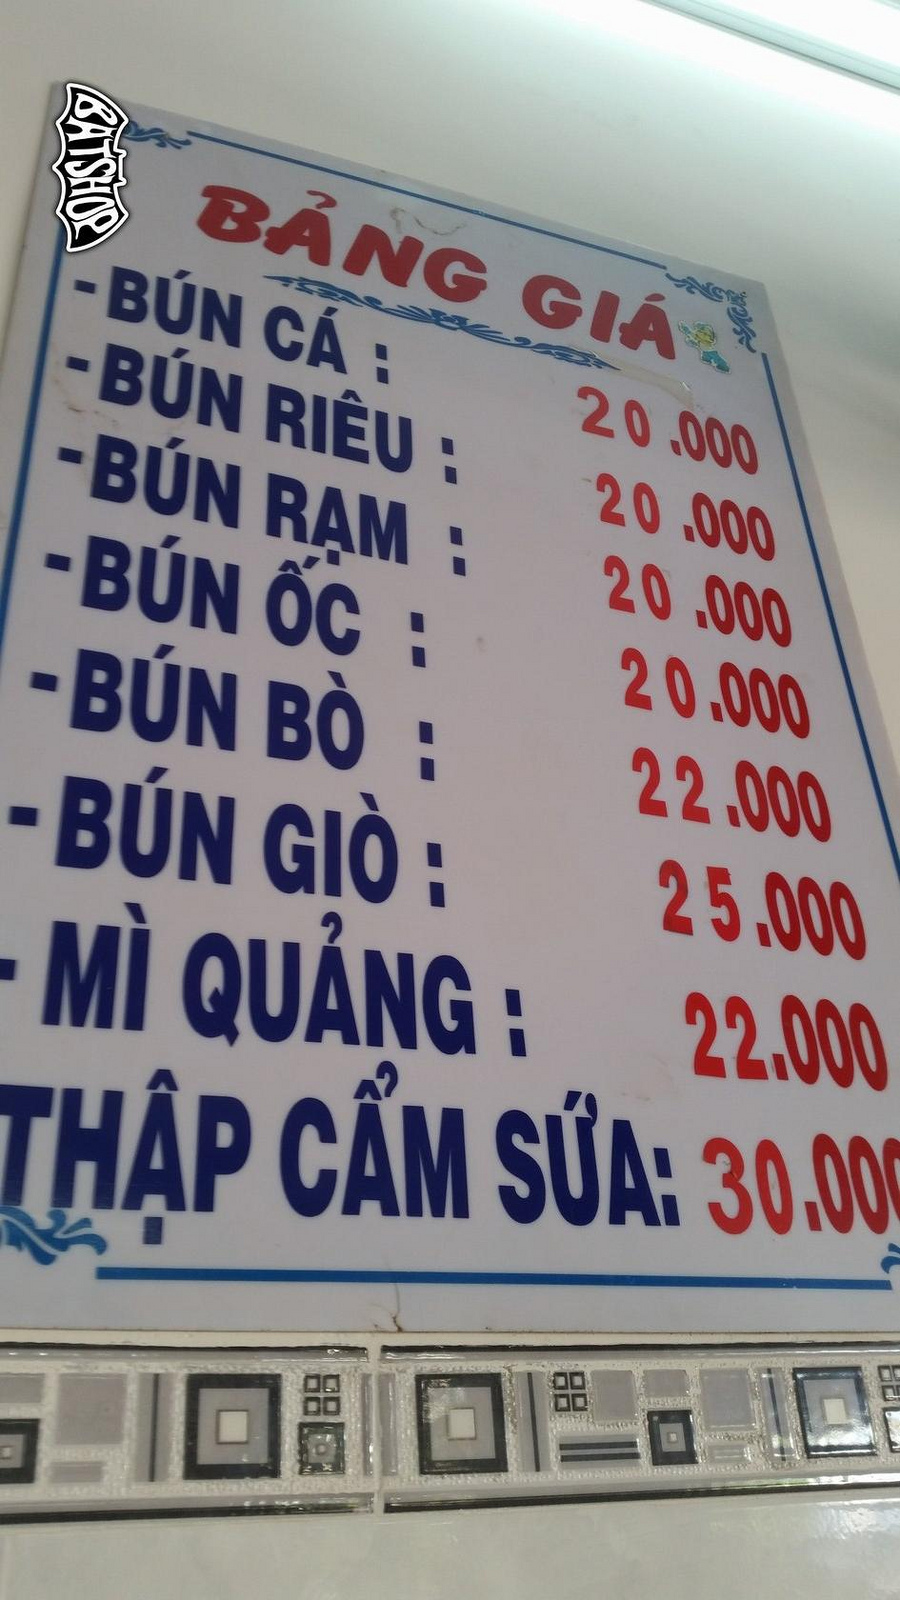 BATSHOP
BẢNG GIÁ
- BÚN CÁ : 20.000
- BÚN RIÊU : 20.000
- BÚN RẠM : 20.000
- BÚN ỐC : 20.000
- BÚN BÒ : 22.000
- BÚN GIÒ : 25.000
- MÌ QUẢNG : 22.000
THẬP CẨM SỨA: 30.000